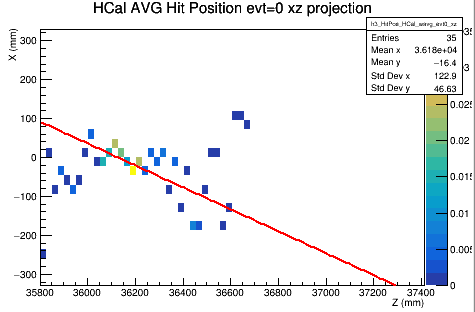 HCal AVG Hit Position evt=0 xz projection
h3_HitPos_HCal_wavg_evt0_xz
Entries 35
Mean x 3.618e+04
Mean y −16.4
Std Dev x 122.9
Std Dev y 46.63
X (mm)
300
200
100
0
−100
−200
−300
35800 36000 36200 36400 36600 36800 37000 37200 37400
Z (mm)
0.025
0.02
0.015
0.01
0.005
0